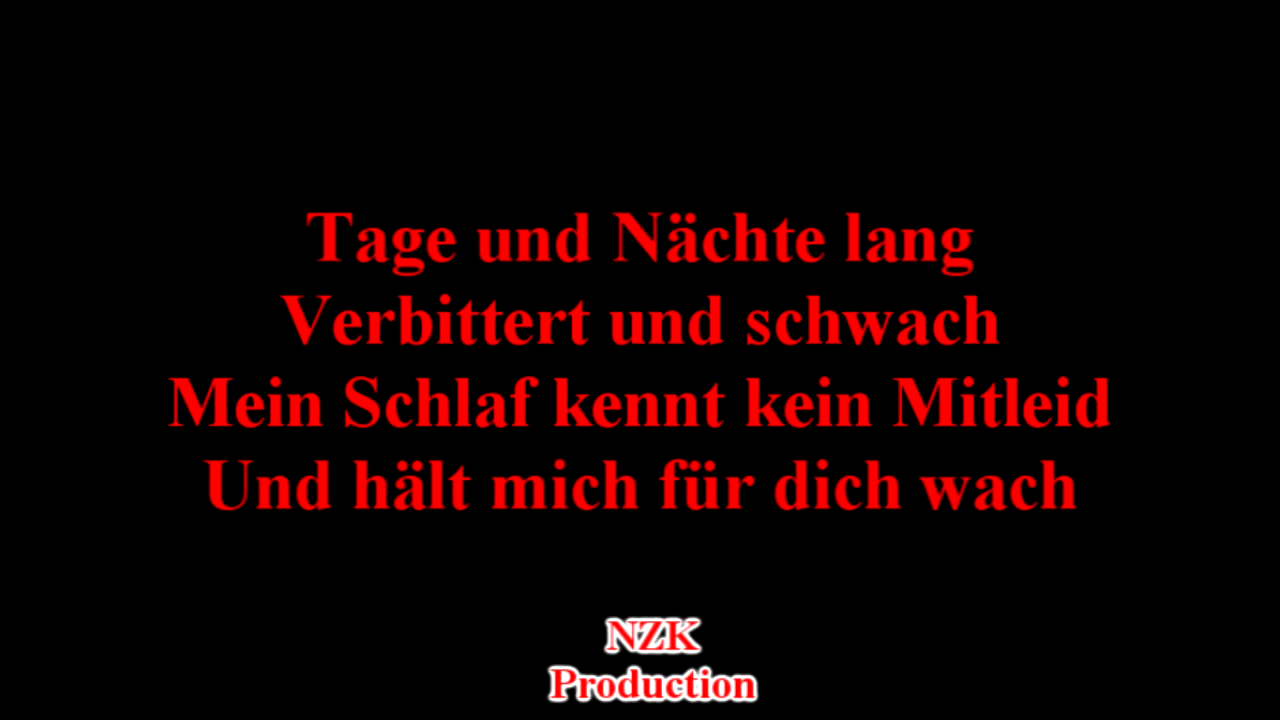 Tage und Nächte lang
Verbittert und schwach
Mein Schlaf kennt kein Mitleid
Und hält mich für dich wach
NZK
Production